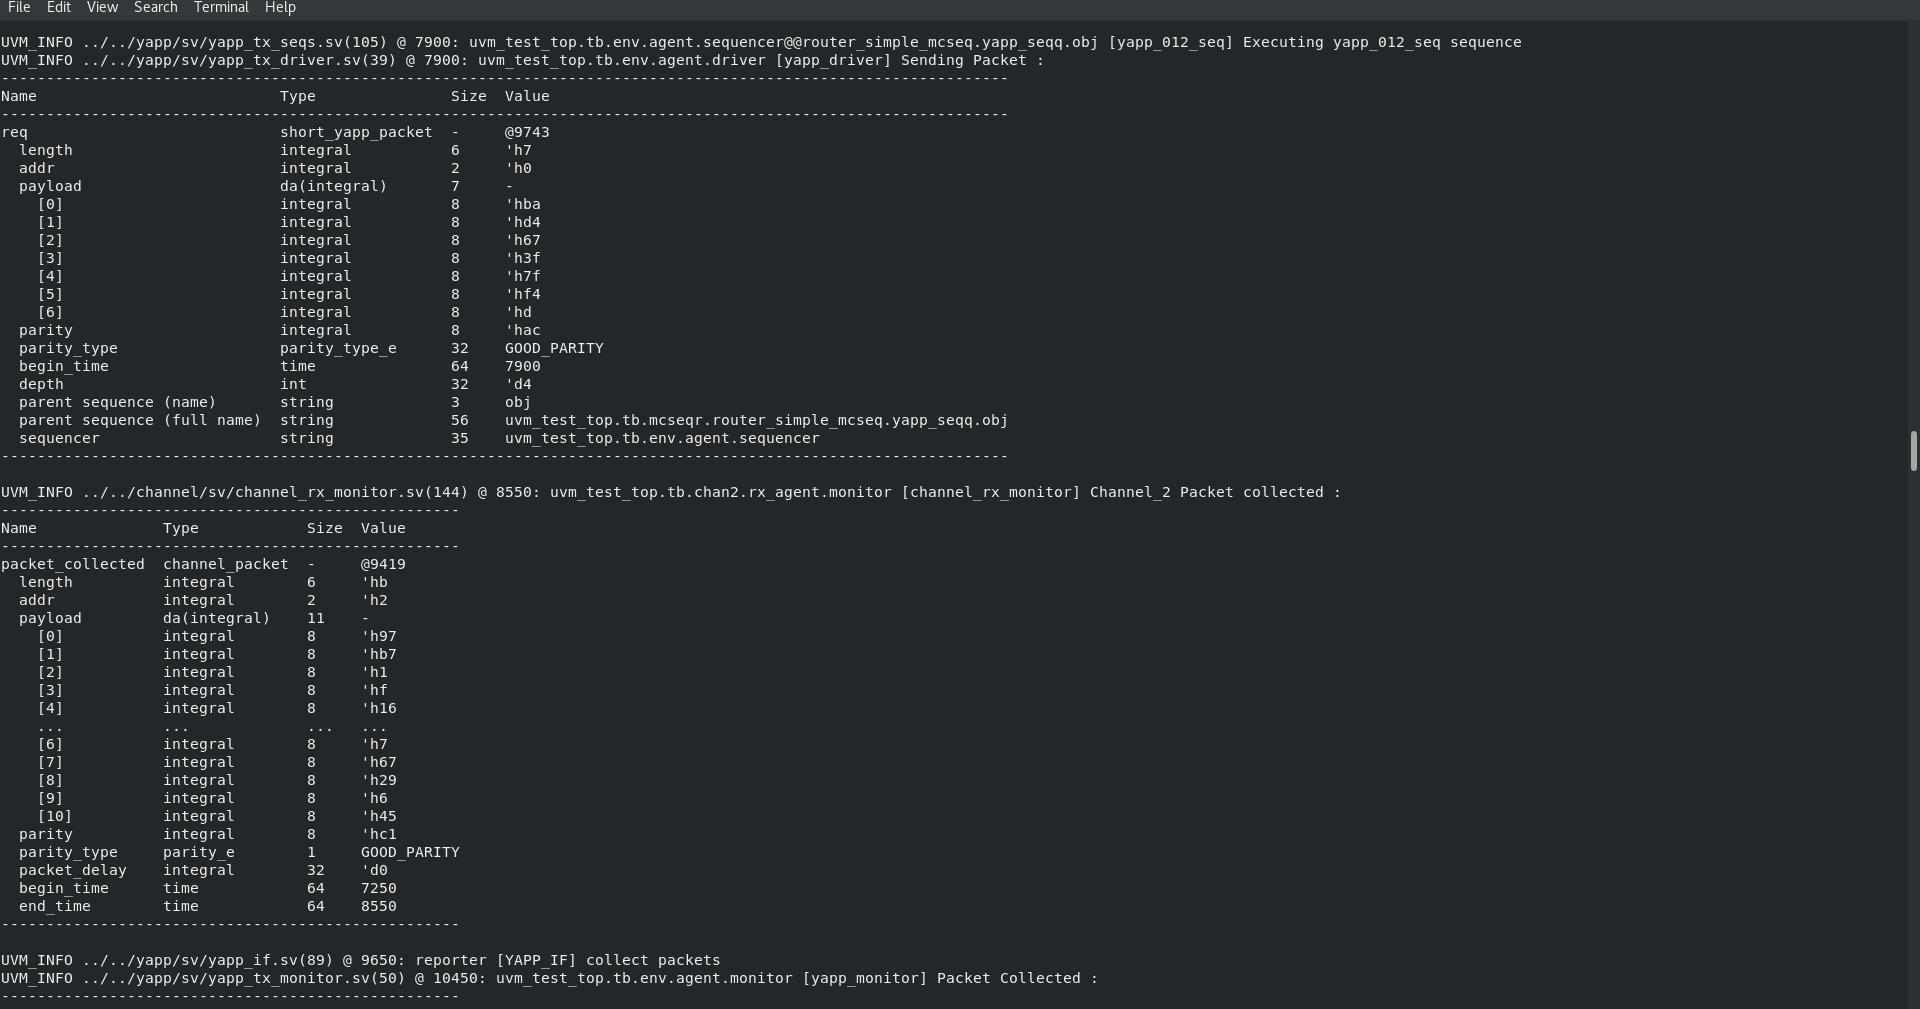 File Edit View Search Terminal Help
UVM_INFO ../../yapp/sv/yapp_tx_seqs.sv(105) @ 7900: uvm_test_top.tb.env.agent.sequencer@@router_simple_mcseq.yapp_seqq.obj [yapp_012_seq] Executing yapp_012_seq sequence
UVM_INFO ../../yapp/sv/yapp_tx_driver.sv(39) @ 7900: uvm_test_top.tb.env.agent.driver [yapp_driver] Sending Packet :
----------------------------------------------------------------------------------------------------------------
Name                           Type               Size  Value
----------------------------------------------------------------------------------------------------------------
req                            short_yapp_packet  -     @9743
  length                       integral           6     'h7
  addr                         integral           2     'h0
  payload                      da(integral)       7     -
    [0]                        integral           8     'hba
    [1]                        integral           8     'hd4
    [2]                        integral           8     'h67
    [3]                        integral           8     'h3f
    [4]                        integral           8     'h7f
    [5]                        integral           8     'hf4
    [6]                        integral           8     'hd
  parity                       integral           8     'hac
  parity_type                  parity_type_e      32    GOOD_PARITY
  begin_time                   time               64    7900
  depth                        int                32    'd4
  parent sequence (name)       string             3     obj
  parent sequence (full name)  string             56    uvm_test_top.tb.mcseqr.router_simple_mcseq.yapp_seqq.obj
  sequencer                    string             35    uvm_test_top.tb.env.agent.sequencer
----------------------------------------------------------------------------------------------------------------
UVM_INFO ../../channel/sv/channel_rx_monitor.sv(144) @ 8550: uvm_test_top.tb.chan2.rx_agent.monitor [channel_rx_monitor] Channel_2 Packet collected :
---------------------------------------------------
Name              Type            Size  Value
---------------------------------------------------
packet_collected  channel_packet  -     @9419
  length          integral        6     'hb
  addr            integral        2     'h2
  payload         da(integral)    11    -
    [0]           integral        8     'h97
    [1]           integral        8     'hb7
    [2]           integral        8     'h1
    [3]           integral        8     'hf
    [4]           integral        8     'h16
    ...           ...             ...   ...
    [6]           integral        8     'h7
    [7]           integral        8     'h67
    [8]           integral        8     'h29
    [9]           integral        8     'h6
    [10]          integral        8     'h45
  parity          integral        8     'hc1
  parity_type     parity_e        1     GOOD_PARITY
  packet_delay    integral        32    'd0
  begin_time      time            64    7250
  end_time        time            64    8550
---------------------------------------------------
UVM_INFO ../../yapp/sv/yapp_if.sv(89) @ 9650: reporter [YAPP_IF] collect packets
UVM_INFO ../../yapp/sv/yapp_tx_monitor.sv(50) @ 10450: uvm_test_top.tb.env.agent.monitor [yapp_monitor] Packet Collected :
---------------------------------------------------